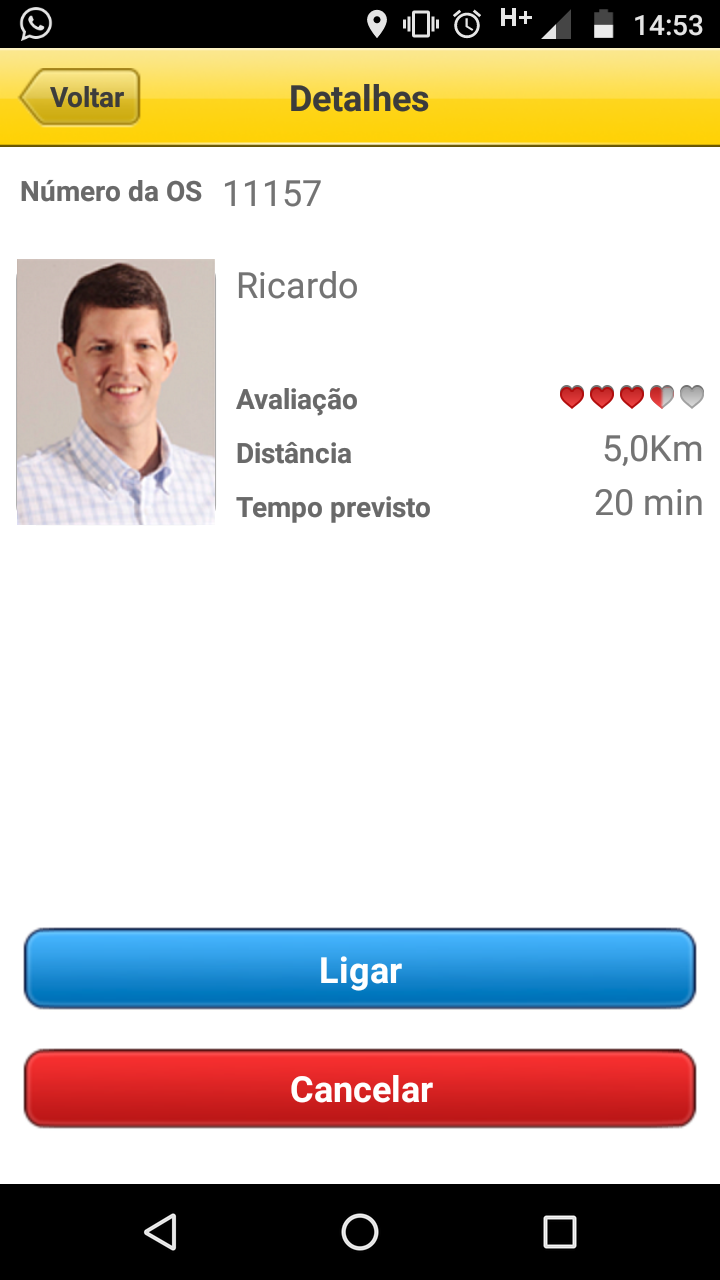 H+ 14:53
Voltar Detalhes
Número da OS 11157
Ricardo
Avaliação
Distância 5,0Km
Tempo previsto 20 min
Ligar
Cancelar